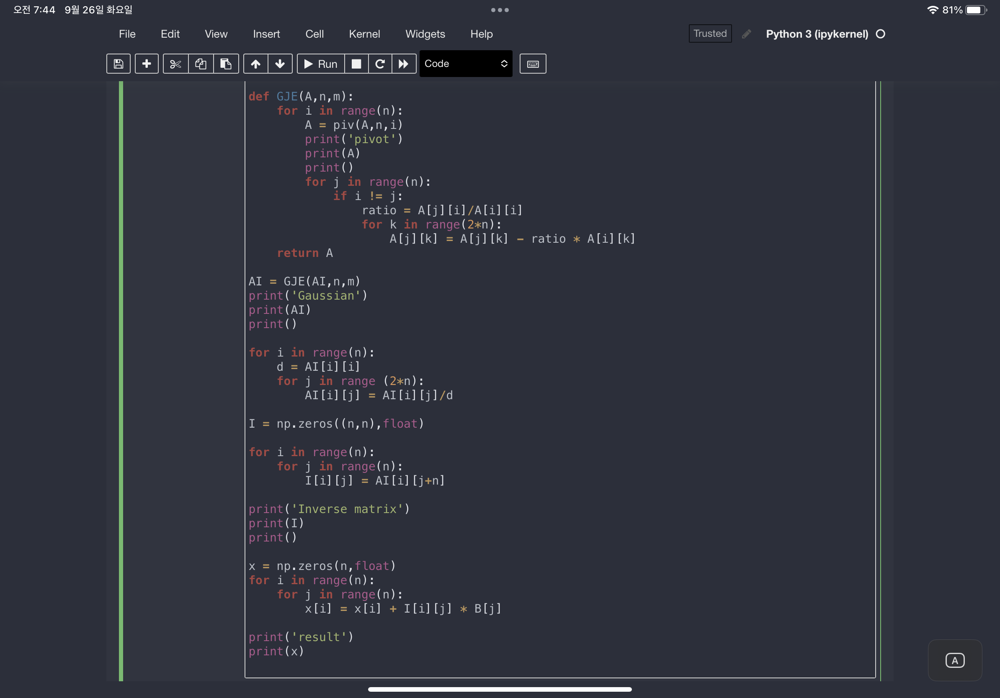 오전 7:44 9월 26일 화요일
81%
File Edit View Insert Cell Kernel Widgets Help Trusted Python 3 (ipykernel)
Run Code
def GJE(A,n,m):
    for i in range(n):
        A = piv(A,n,i)
        print('pivot')
        print(A)
        print()
        for j in range(n):
            if i != j:
                ratio = A[j][i]/A[i][i]
                for k in range(2*n):
                    A[j][k] = A[j][k] - ratio * A[i][k]
    return A
AI = GJE(AI,n,m)
print('Gaussian')
print(AI)
print()
for i in range(n):
    d = AI[i][i]
    for j in range (2*n):
        AI[i][j] = AI[i][j]/d
I = np.zeros((n,n),float)
for i in range(n):
    for j in range(n):
        I[i][j] = AI[i][j+n]
print('Inverse matrix')
print(I)
print()
x = np.zeros(n,float)
for i in range(n):
    for j in range(n):
        x[i] = x[i] + I[i][j] * B[j]
print('result')
print(x)
A